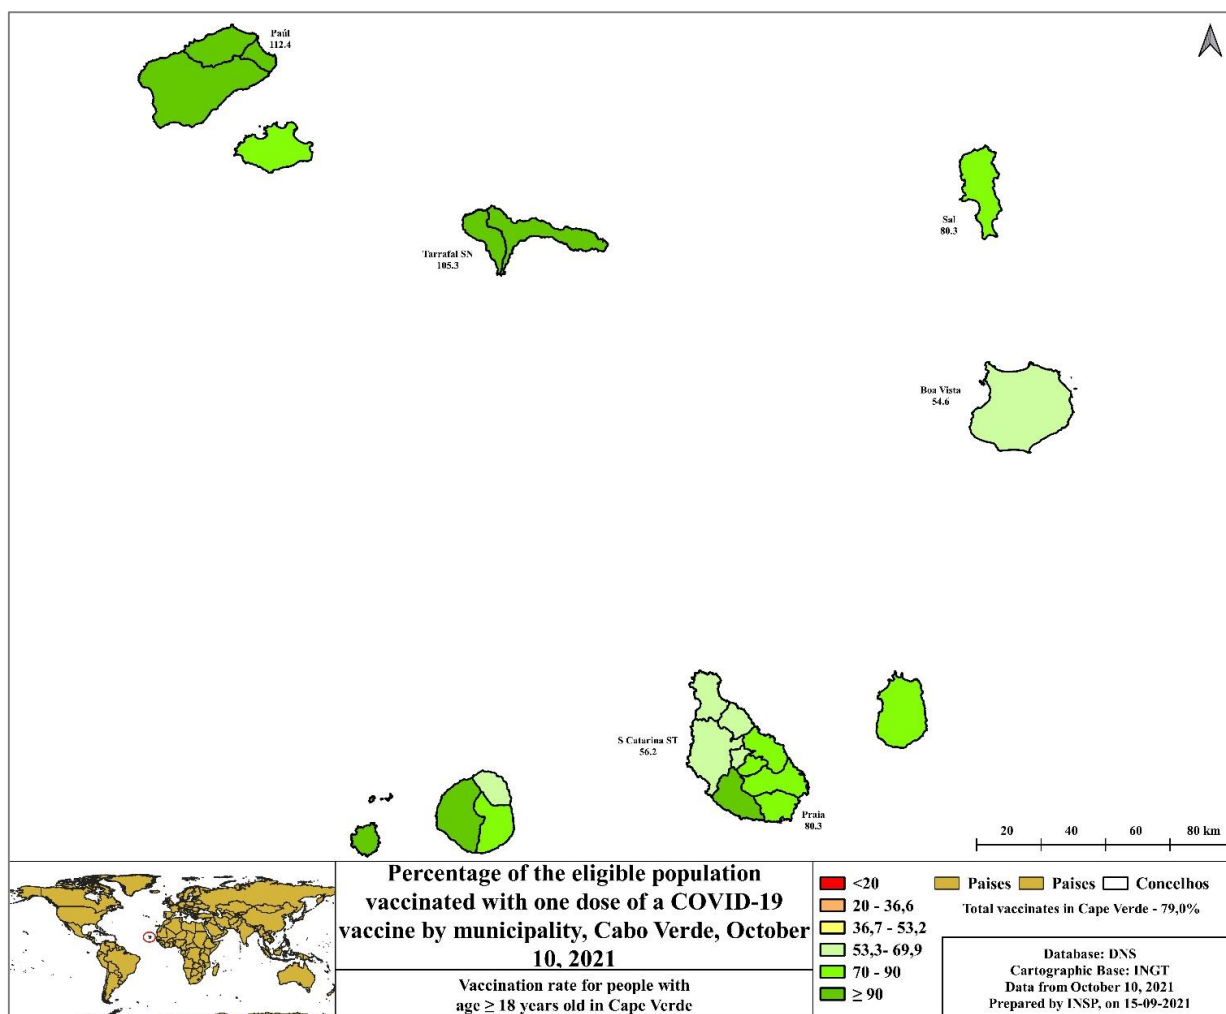 Paúl
112.4
Tarrafal SN
105.3
Sal
80.3
Boa Vista
54.6
S Catarina ST
56.2
Praia
80.3
20 40 60 80 km
Percentage of the eligible population
vaccinated with one dose of a COVID-19
vaccine by municipality, Cabo Verde, October
10, 2021
Vaccination rate for people with
age ≥ 18 years old in Cape Verde
<20
20 - 36,6
36,7 - 53,2
53,3- 69,9
70 - 90
≥ 90
Paises Paises Concelhos
Total vaccinates in Cape Verde - 79,0%
Database: DNS
Cartographic Base: INGT
Data from October 10, 2021
Prepared by INSP, on 15-09-2021